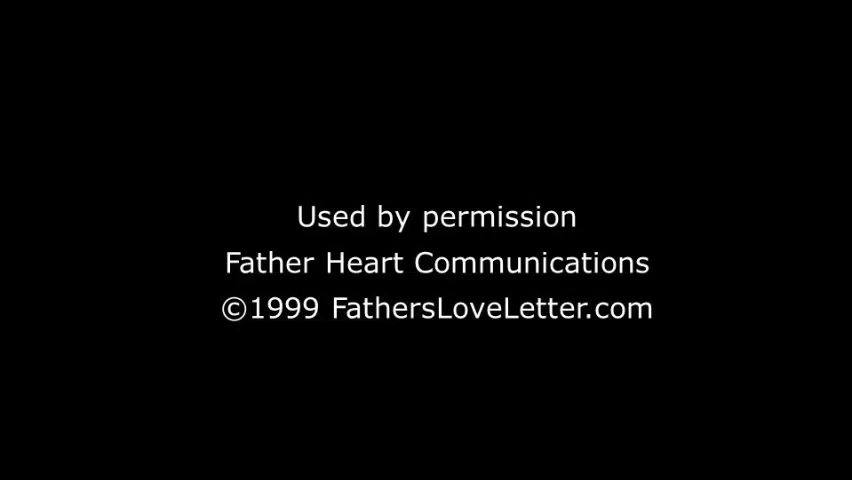 Used by permission
Father Heart Communications
©1999 FathersLoveLetter.com